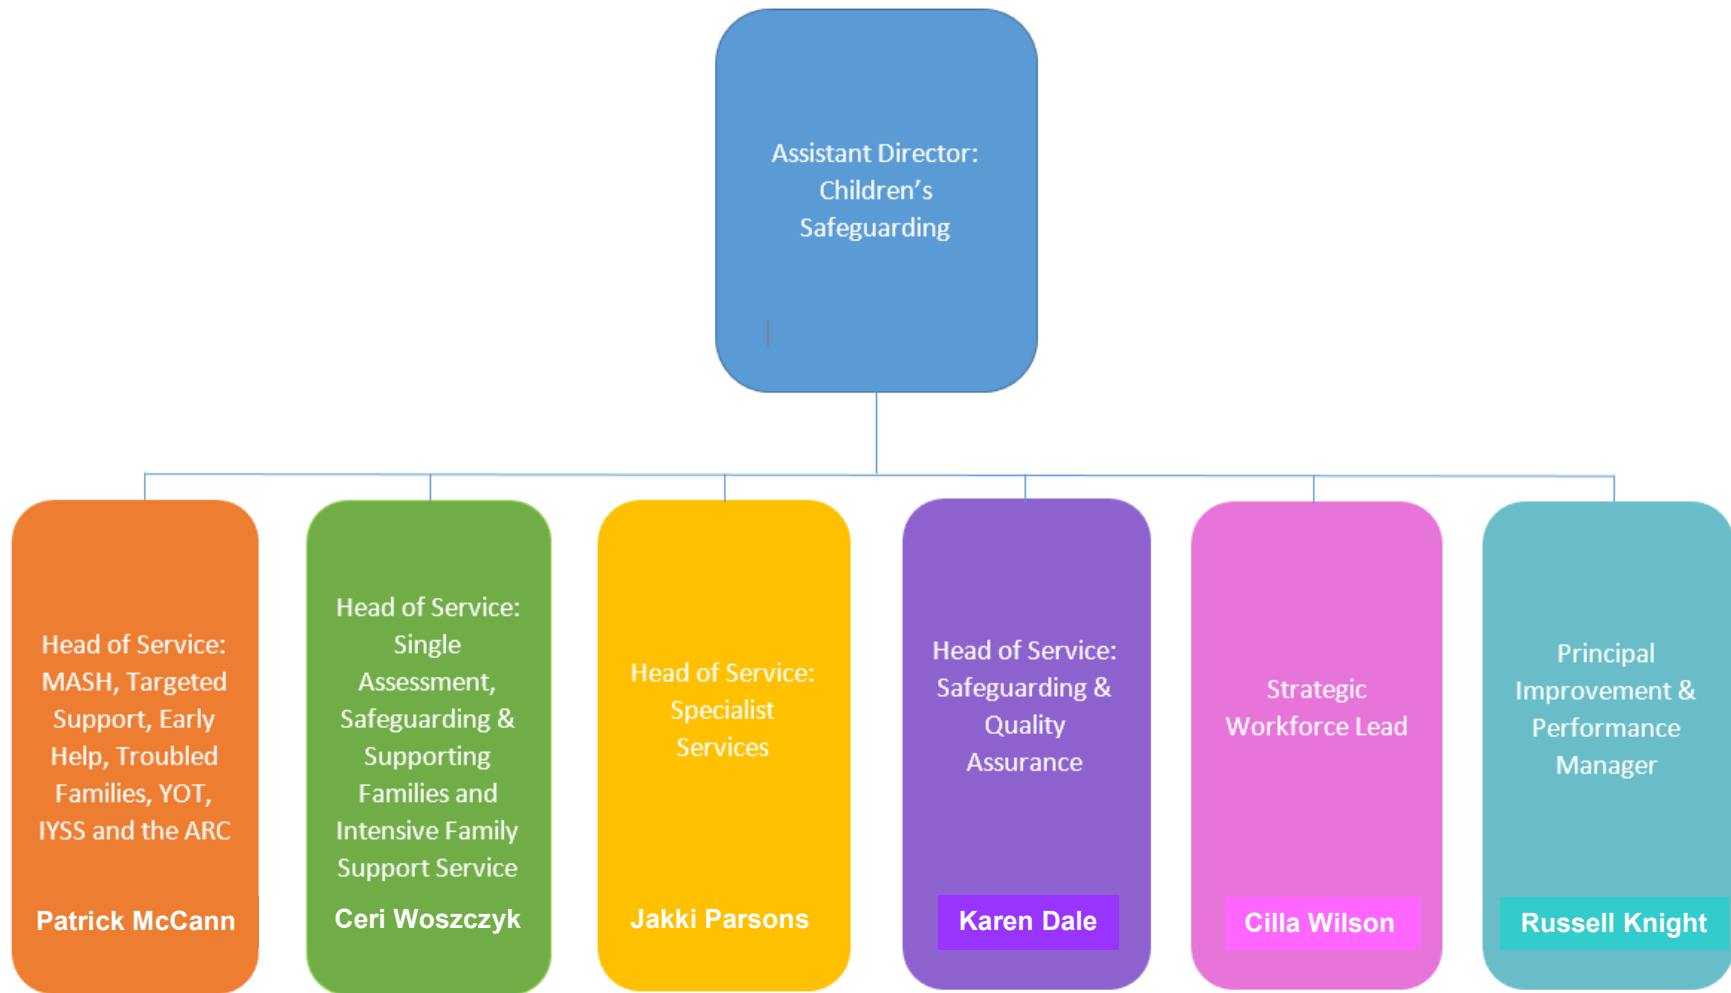 Assistant Director:
Children’s
Safeguarding
Head of Service:
MASH, Targeted
Support, Early
Help, Troubled
Families, YOT,
IYSS and the ARC
Patrick McCann
Head of Service:
Single
Assessment,
Safeguarding &
Supporting
Families and
Intensive Family
Support Service
Ceri Woszczyk
Head of Service:
Specialist
Services
Jakki Parsons
Head of Service:
Safeguarding &
Quality
Assurance
Karen Dale
Strategic
Workforce Lead
Cilla Wilson
Principal
Improvement &
Performance
Manager
Russell Knight